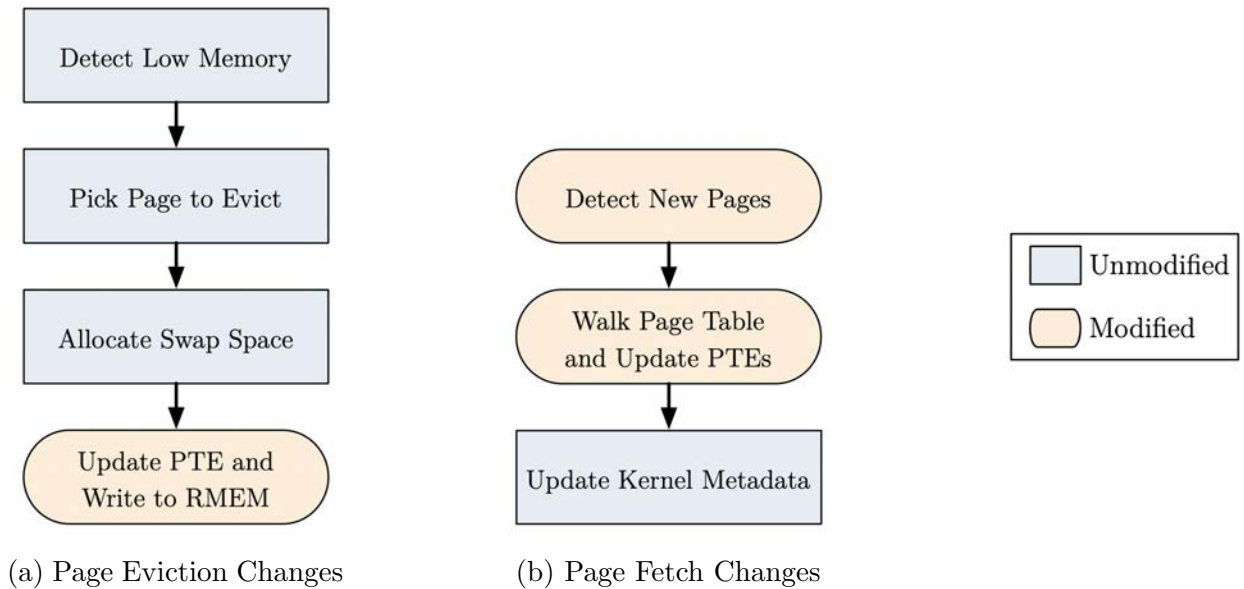 Detect Low Memory
Pick Page to Evict
Allocate Swap Space
Update PTE and
Write to RMEM
(a) Page Eviction Changes
Detect New Pages
Walk Page Table
and Update PTEs
Update Kernel Metadata
(b) Page Fetch Changes
Unmodified
Modified